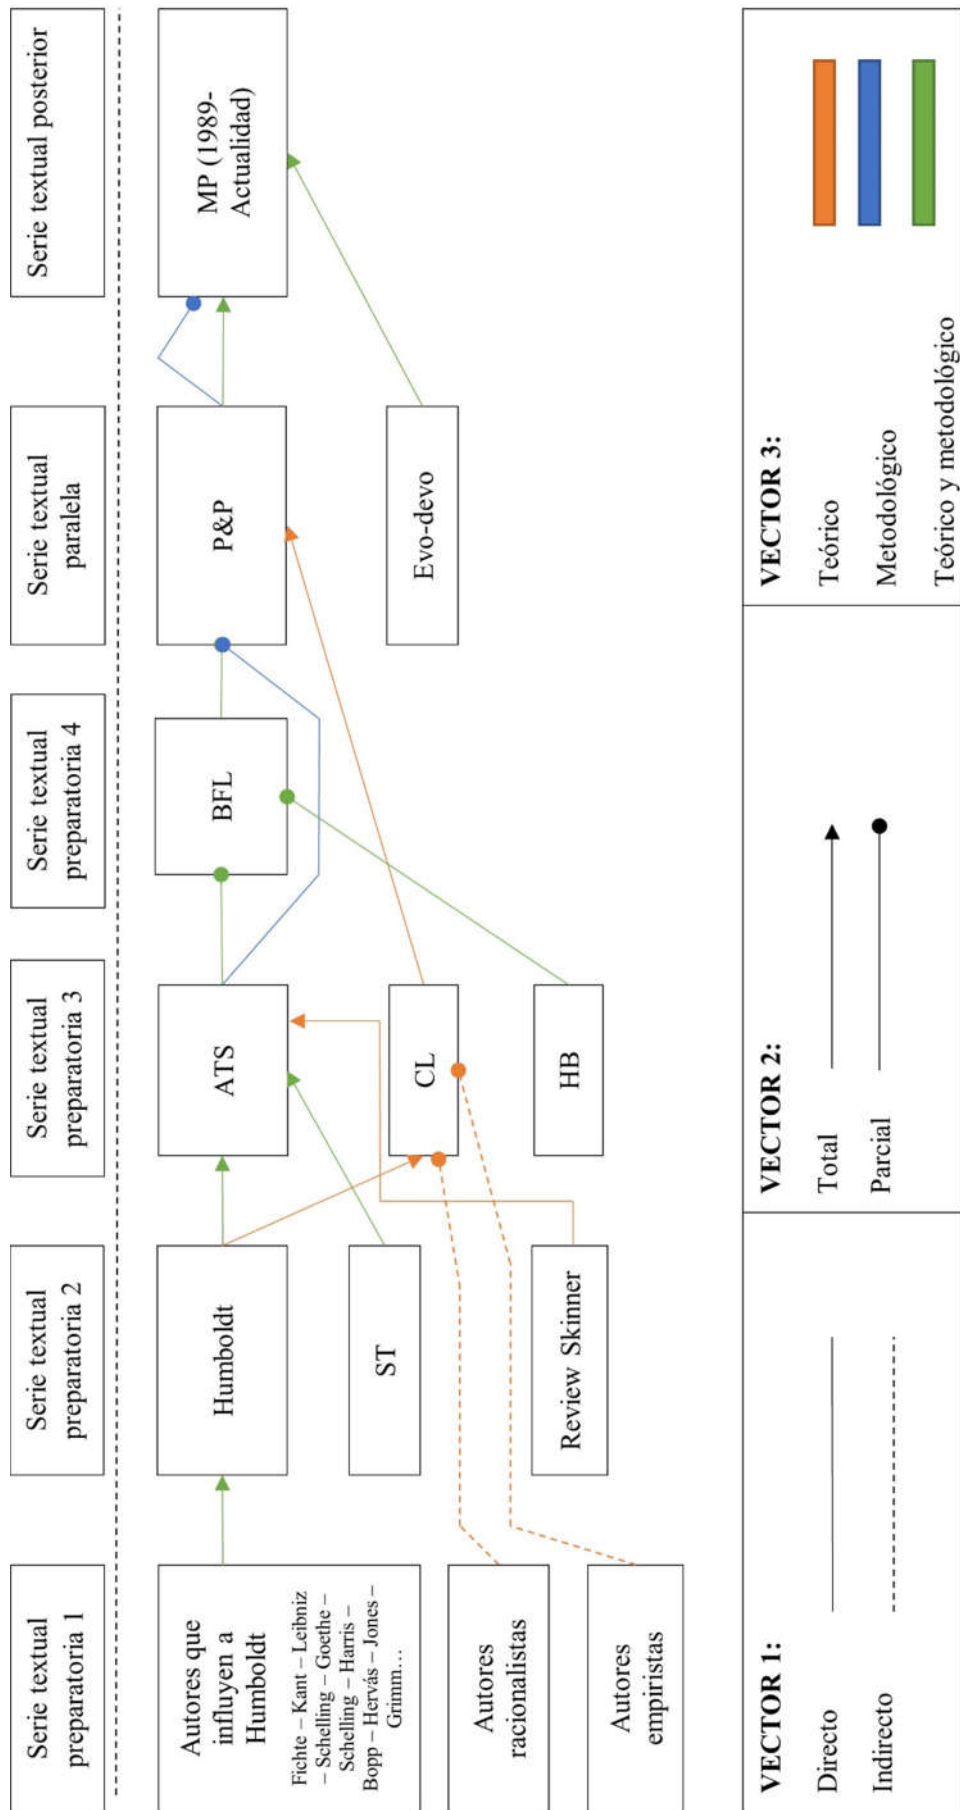 Serie textual
preparatoria 1
Serie textual
preparatoria 2
Serie textual
preparatoria 3
Serie textual
preparatoria 4
Serie textual
paralela
Serie textual posterior
Autores que
influyen a
Humboldt
Fichte – Kant – Leibniz
– Schelling – Goethe –
Schelling – Harris –
Bopp – Hervás – Jones –
Grimm…
Autores
racionalistas
Autores
empiristas
Humboldt
ST
Review Skinner
ATS
CL
HB
BFL
P&P
Evo-devo
MP (1989-
Actualidad)
VECTOR 1:
Directo
Indirecto
VECTOR 2:
Total
Parcial
VECTOR 3:
Teórico
Metodológico
Teórico y metodológico